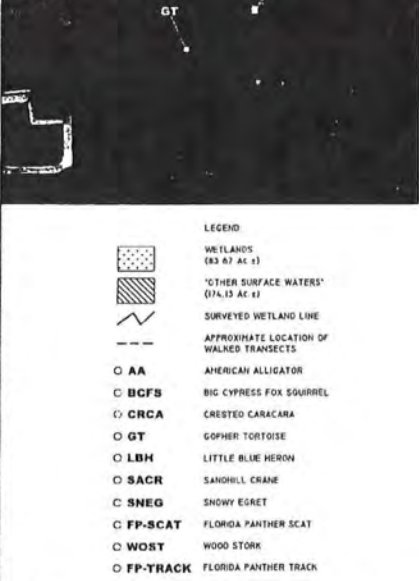 GT
LEGEND
WETLANDS
(83.67 AC.±)
"OTHER SURFACE WATERS"
(174.13 AC.±)
SURVEYED WETLAND LINE
APPROXIMATE LOCATION OF
WALKED TRANSECTS
AA AMERICAN ALLIGATOR
BCFS BIG CYPRESS FOX SQUIRREL
CRCA CRESTED CARACARA
GT GOPHER TORTOISE
LBH LITTLE BLUE HERON
SACR SANDHILL CRANE
SNEG SNOWY EGRET
FP-SCAT FLORIDA PANTHER SCAT
WOST WOOD STORK
FP-TRACK FLORIDA PANTHER TRACK